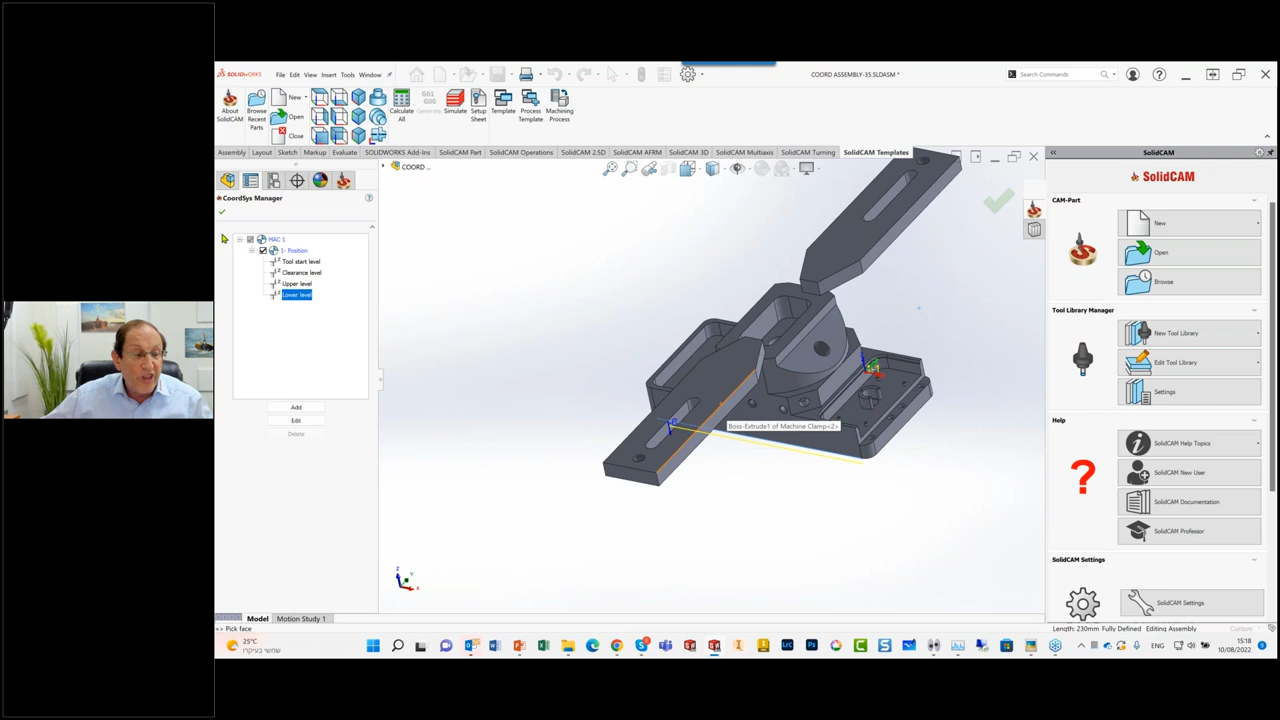 SOLIDWORKS File Edit View Insert Tools Window COORD ASSEMBLY-35.SLDASM * Search Commands
About SolidCAM
Browse Recent Parts
New
Open
Close
Calculate All
G01 G00 Generate
Simulate
Setup Sheet
Template
Process Template
Machining Process
Assembly Layout Sketch Markup Evaluate SOLIDWORKS Add-Ins SolidCAM Part SolidCAM Operations SolidCAM 2.5D SolidCAM AFRM SolidCAM 3D SolidCAM Multiaxis SolidCAM Turning SolidCAM Templates
CoordSys Manager
MAC 1
1- Position
Tool start level
Clearance level
Upper level
Lower level
Add
Edit
Delete
COORD ...
Boss-Extrude1 of Machine Clamp<2>
Z
Y
X
SolidCAM
SolidCAM
CAM-Part
New
Open
Browse
Tool Library Manager
New Tool Library
Edit Tool Library
Settings
Help
SolidCAM Help Topics
SolidCAM New User
SolidCAM Documentation
SolidCAM Professor
SolidCAM Settings
SolidCAM Settings
Model Motion Study 1
=> Pick face
Length: 230mm Fully Defined Editing Assembly Custom
25°C
ENG
15:18
10/08/2022